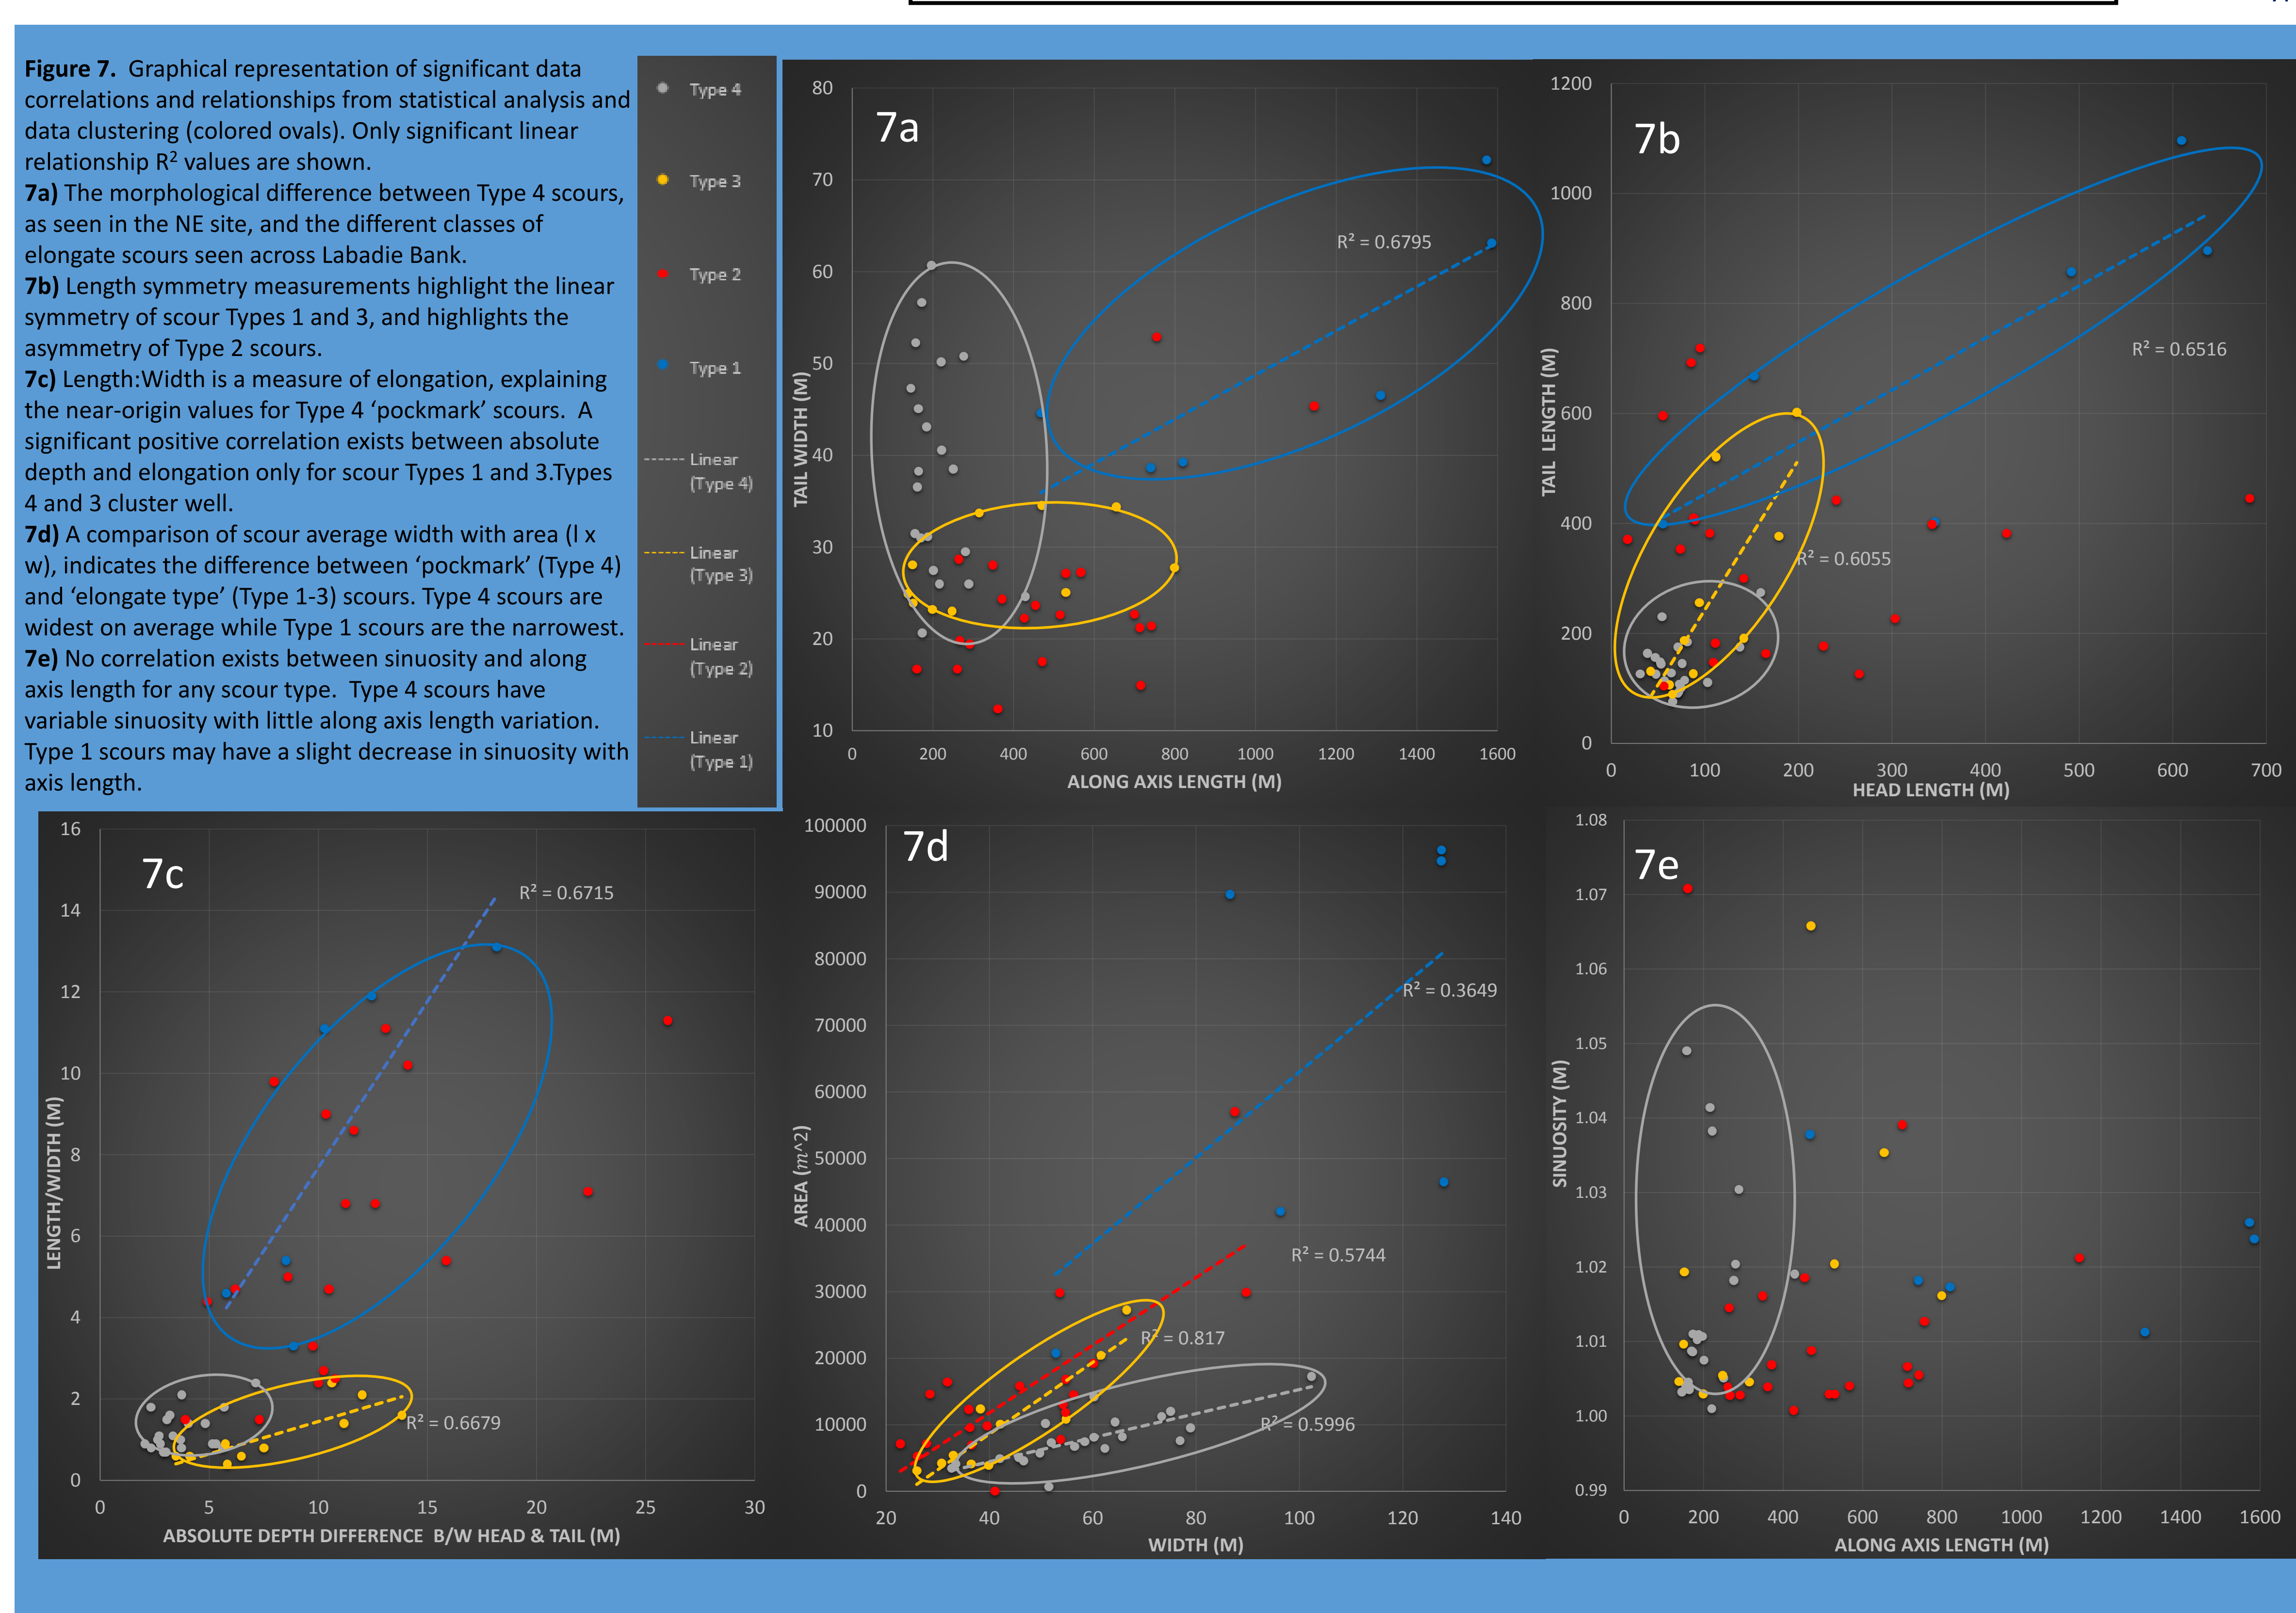 Figure 7. Graphical representation of significant data
correlations and relationships from statistical analysis and
data clustering (colored ovals). Only significant linear
relationship R² values are shown.
7a) The morphological difference between Type 4 scours,
as seen in the NE site, and the different classes of
elongate scours seen across Labadie Bank.
7b) Length symmetry measurements highlight the linear
symmetry of scour Types 1 and 3, and highlights the
asymmetry of Type 2 scours.
7c) Length:Width is a measure of elongation, explaining
the near-origin values for Type 4 ‘pockmark’ scours. A
significant positive correlation exists between absolute
depth and elongation only for scour Types 1 and 3.Types
4 and 3 cluster well.
7d) A comparison of scour average width with area (l x
w), indicates the difference between ‘pockmark’ (Type 4)
and ‘elongate type’ (Type 1-3) scours. Type 4 scours are
widest on average while Type 1 scours are the narrowest.
7e) No correlation exists between sinuosity and along
axis length for any scour type. Type 4 scours have
variable sinuosity with little along axis length variation.
Type 1 scours may have a slight decrease in sinuosity with
axis length.
Type 4
Type 3
Type 2
Type 1
Linear
(Type 4)
Linear
(Type 3)
Linear
(Type 2)
Linear
(Type 1)
7a
80
70
60
50
40
30
20
10
TAIL WIDTH (M)
R² = 0.6795
0 200 400 600 800 1000 1200 1400 1600
ALONG AXIS LENGTH (M)
7b
1200
1000
800
600
400
200
0
TAIL LENGTH (M)
R² = 0.6516
R² = 0.6055
0 100 200 300 400 500 600 700
HEAD LENGTH (M)
7c
16
14
12
10
8
6
4
2
0
LENGTH/WIDTH (M)
R² = 0.6715
R² = 0.6679
0 5 10 15 20 25 30
ABSOLUTE DEPTH DIFFERENCE B/W HEAD & TAIL (M)
7d
100000
90000
80000
70000
60000
50000
40000
30000
20000
10000
0
AREA (m^2)
R² = 0.3649
R² = 0.5744
R² = 0.817
R² = 0.5996
20 40 60 80 100 120 140
WIDTH (M)
7e
1.08
1.07
1.06
1.05
1.04
1.03
1.02
1.01
1.00
0.99
SINUOSITY (M)
0 200 400 600 800 1000 1200 1400 1600
ALONG AXIS LENGTH (M)